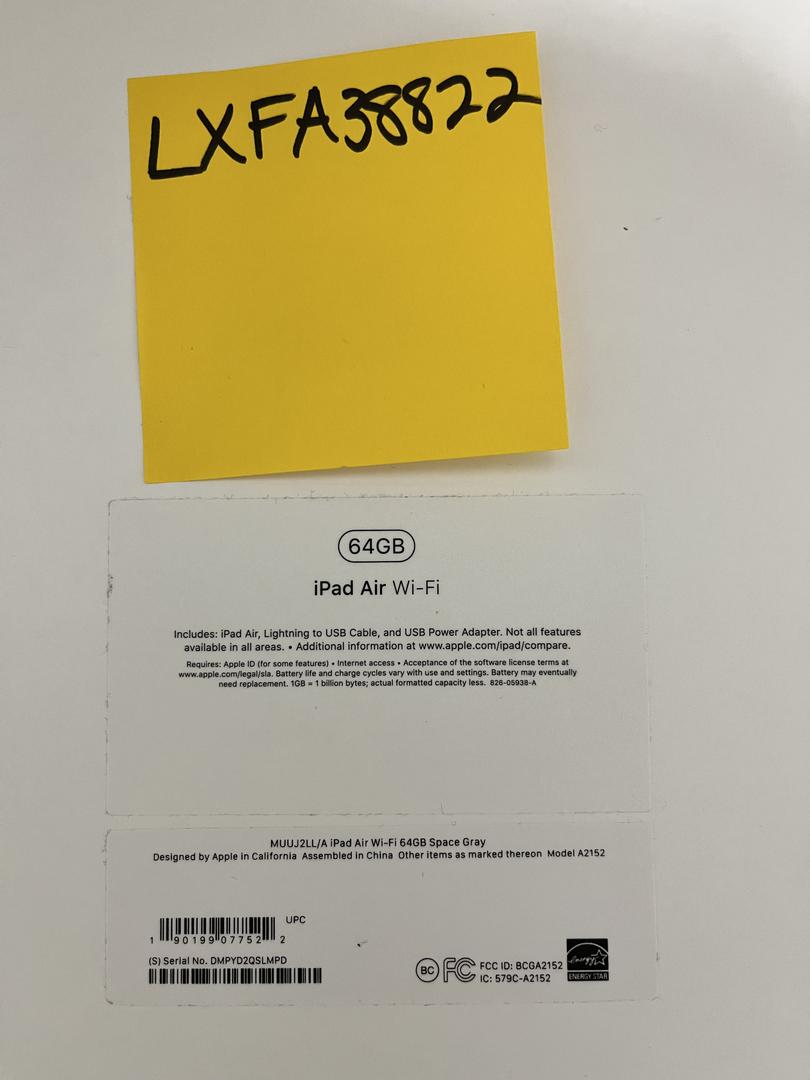 LXFA38822
64GB
iPad Air Wi-Fi
Includes: iPad Air, Lightning to USB Cable, and USB Power Adapter. Not all features
available in all areas. • Additional information at www.apple.com/ipad/compare.
Requires: Apple ID (for some features) • Internet access • Acceptance of the software license terms at
www.apple.com/legal/sla. Battery life and charge cycles vary with use and settings. Battery may eventually
need replacement. 1GB = 1 billion bytes; actual formatted capacity less. 826-05938-A
MUUJ2LL/A iPad Air Wi-Fi 64GB Space Gray
Designed by Apple in California Assembled in China Other items as marked thereon Model A2152
UPC
1 90199 07752 2
(S) Serial No. DMPYD2QSLMPD
BC FC FCC ID: BCGA2152
IC: 579C-A2152
energy
ENERGY STAR